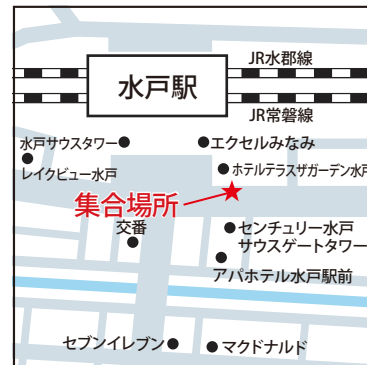 JR水郡線
水戸駅
JR常磐線
水戸サウスタワー
エクセルみなみ
レイクビュー水戸
ホテルテラスザガーデン水戸
集合場所
交番
センチュリー水戸
サウスゲートタワー
アパホテル水戸駅前
セブンイレブン
マクドナルド